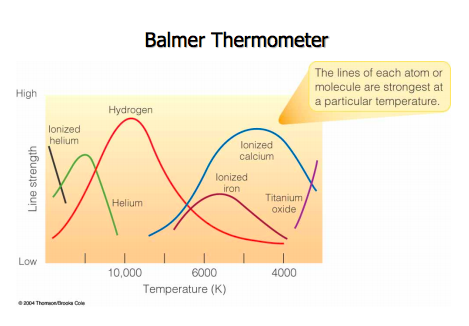 Balmer Thermometer
The lines of each atom or
molecule are strongest at
a particular temperature.
High
Hydrogen
Ionized
helium
Ionized
calcium
Line strength
Ionized
iron
Helium
Titanium
oxide
Low
10,000 6000 4000
Temperature (K)
© 2004 Thomson/Brooks Cole